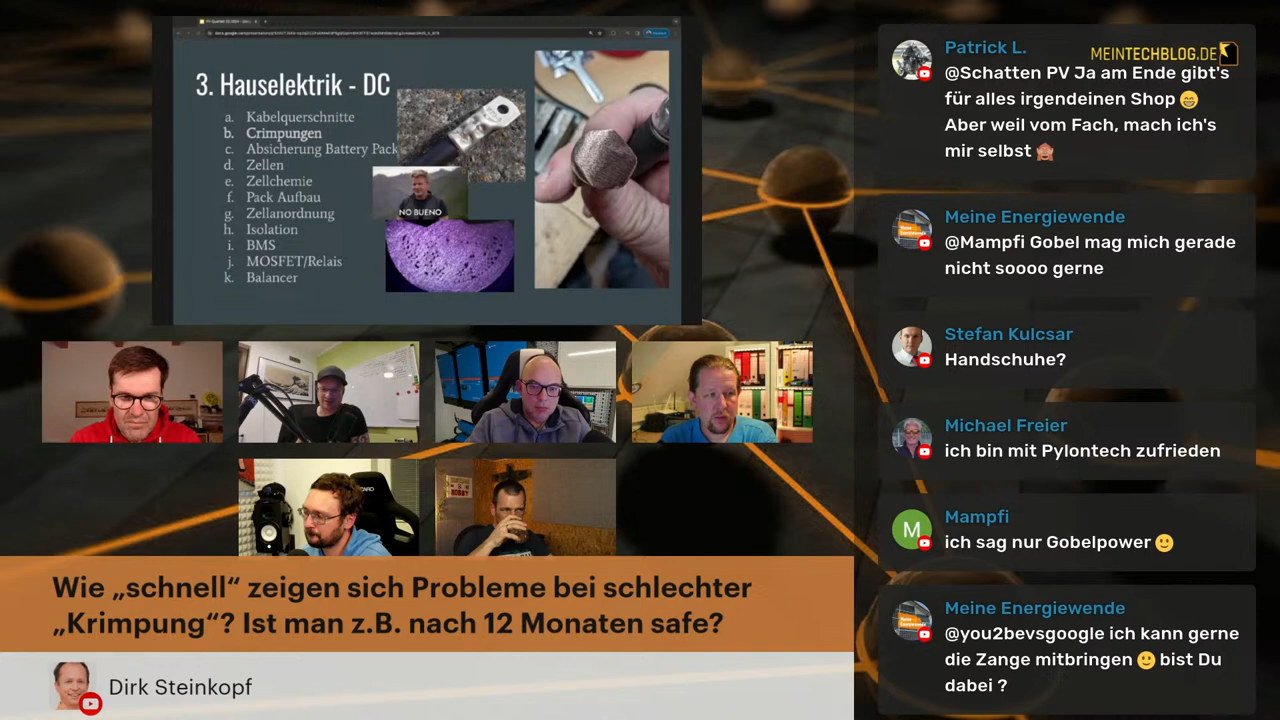 3. Hauselektrik - DC
a. Kabelquerschnitte
b. Crimpungen
c. Absicherung Battery Pack
d. Zellen
e. Zellchemie
f. Pack Aufbau
g. Zellanordnung
h. Isolation
i. BMS
j. MOSFET/Relais
k. Balancer
NO BUENO
Wie „schnell“ zeigen sich Probleme bei schlechter
„Krimpung“? Ist man z.B. nach 12 Monaten safe?
Dirk Steinkopf
MEINTECHBLOG.DE
Patrick L.
@Schatten PV Ja am Ende gibt's
für alles irgendeinen Shop 😁
Aber weil vom Fach, mach ich's
mir selbst 🙈
Meine Energiewende
@Mampfi Gobel mag mich gerade
nicht soooo gerne
Stefan Kulcsar
Handschuhe?
Michael Freier
ich bin mit Pylontech zufrieden
M
Mampfi
ich sag nur Gobelpower 🙂
Meine Energiewende
@you2bevsgoogle ich kann gerne
die Zange mitbringen 🙂 bist Du
dabei ?